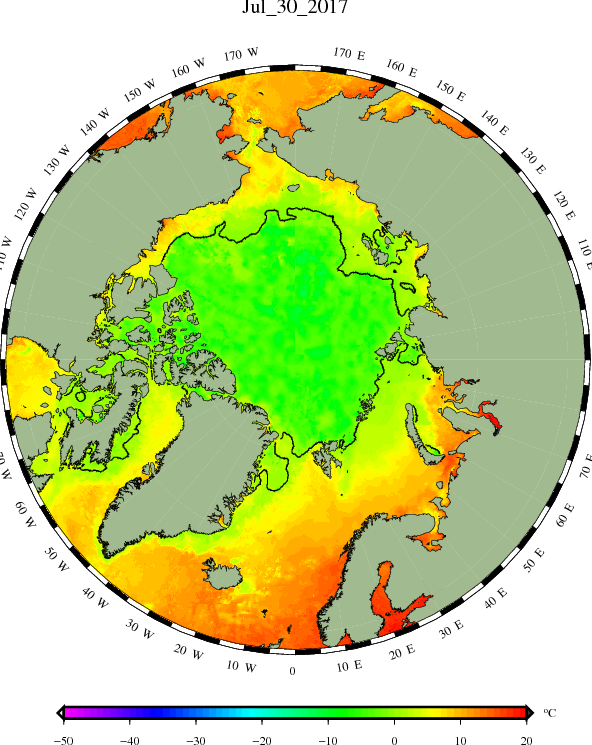 Jul_30_2017
170 W
170 E
160 W
160 E
150 W
150 E
140 W
140 E
130 W
130 E
120 W
120 E
110 E
70 E
60 W
60 E
50 W
50 E
40 W
40 E
30 W
30 E
20 W
20 E
10 W
10 E
0
°C
−50 −40 −30 −20 −10 0 10 20